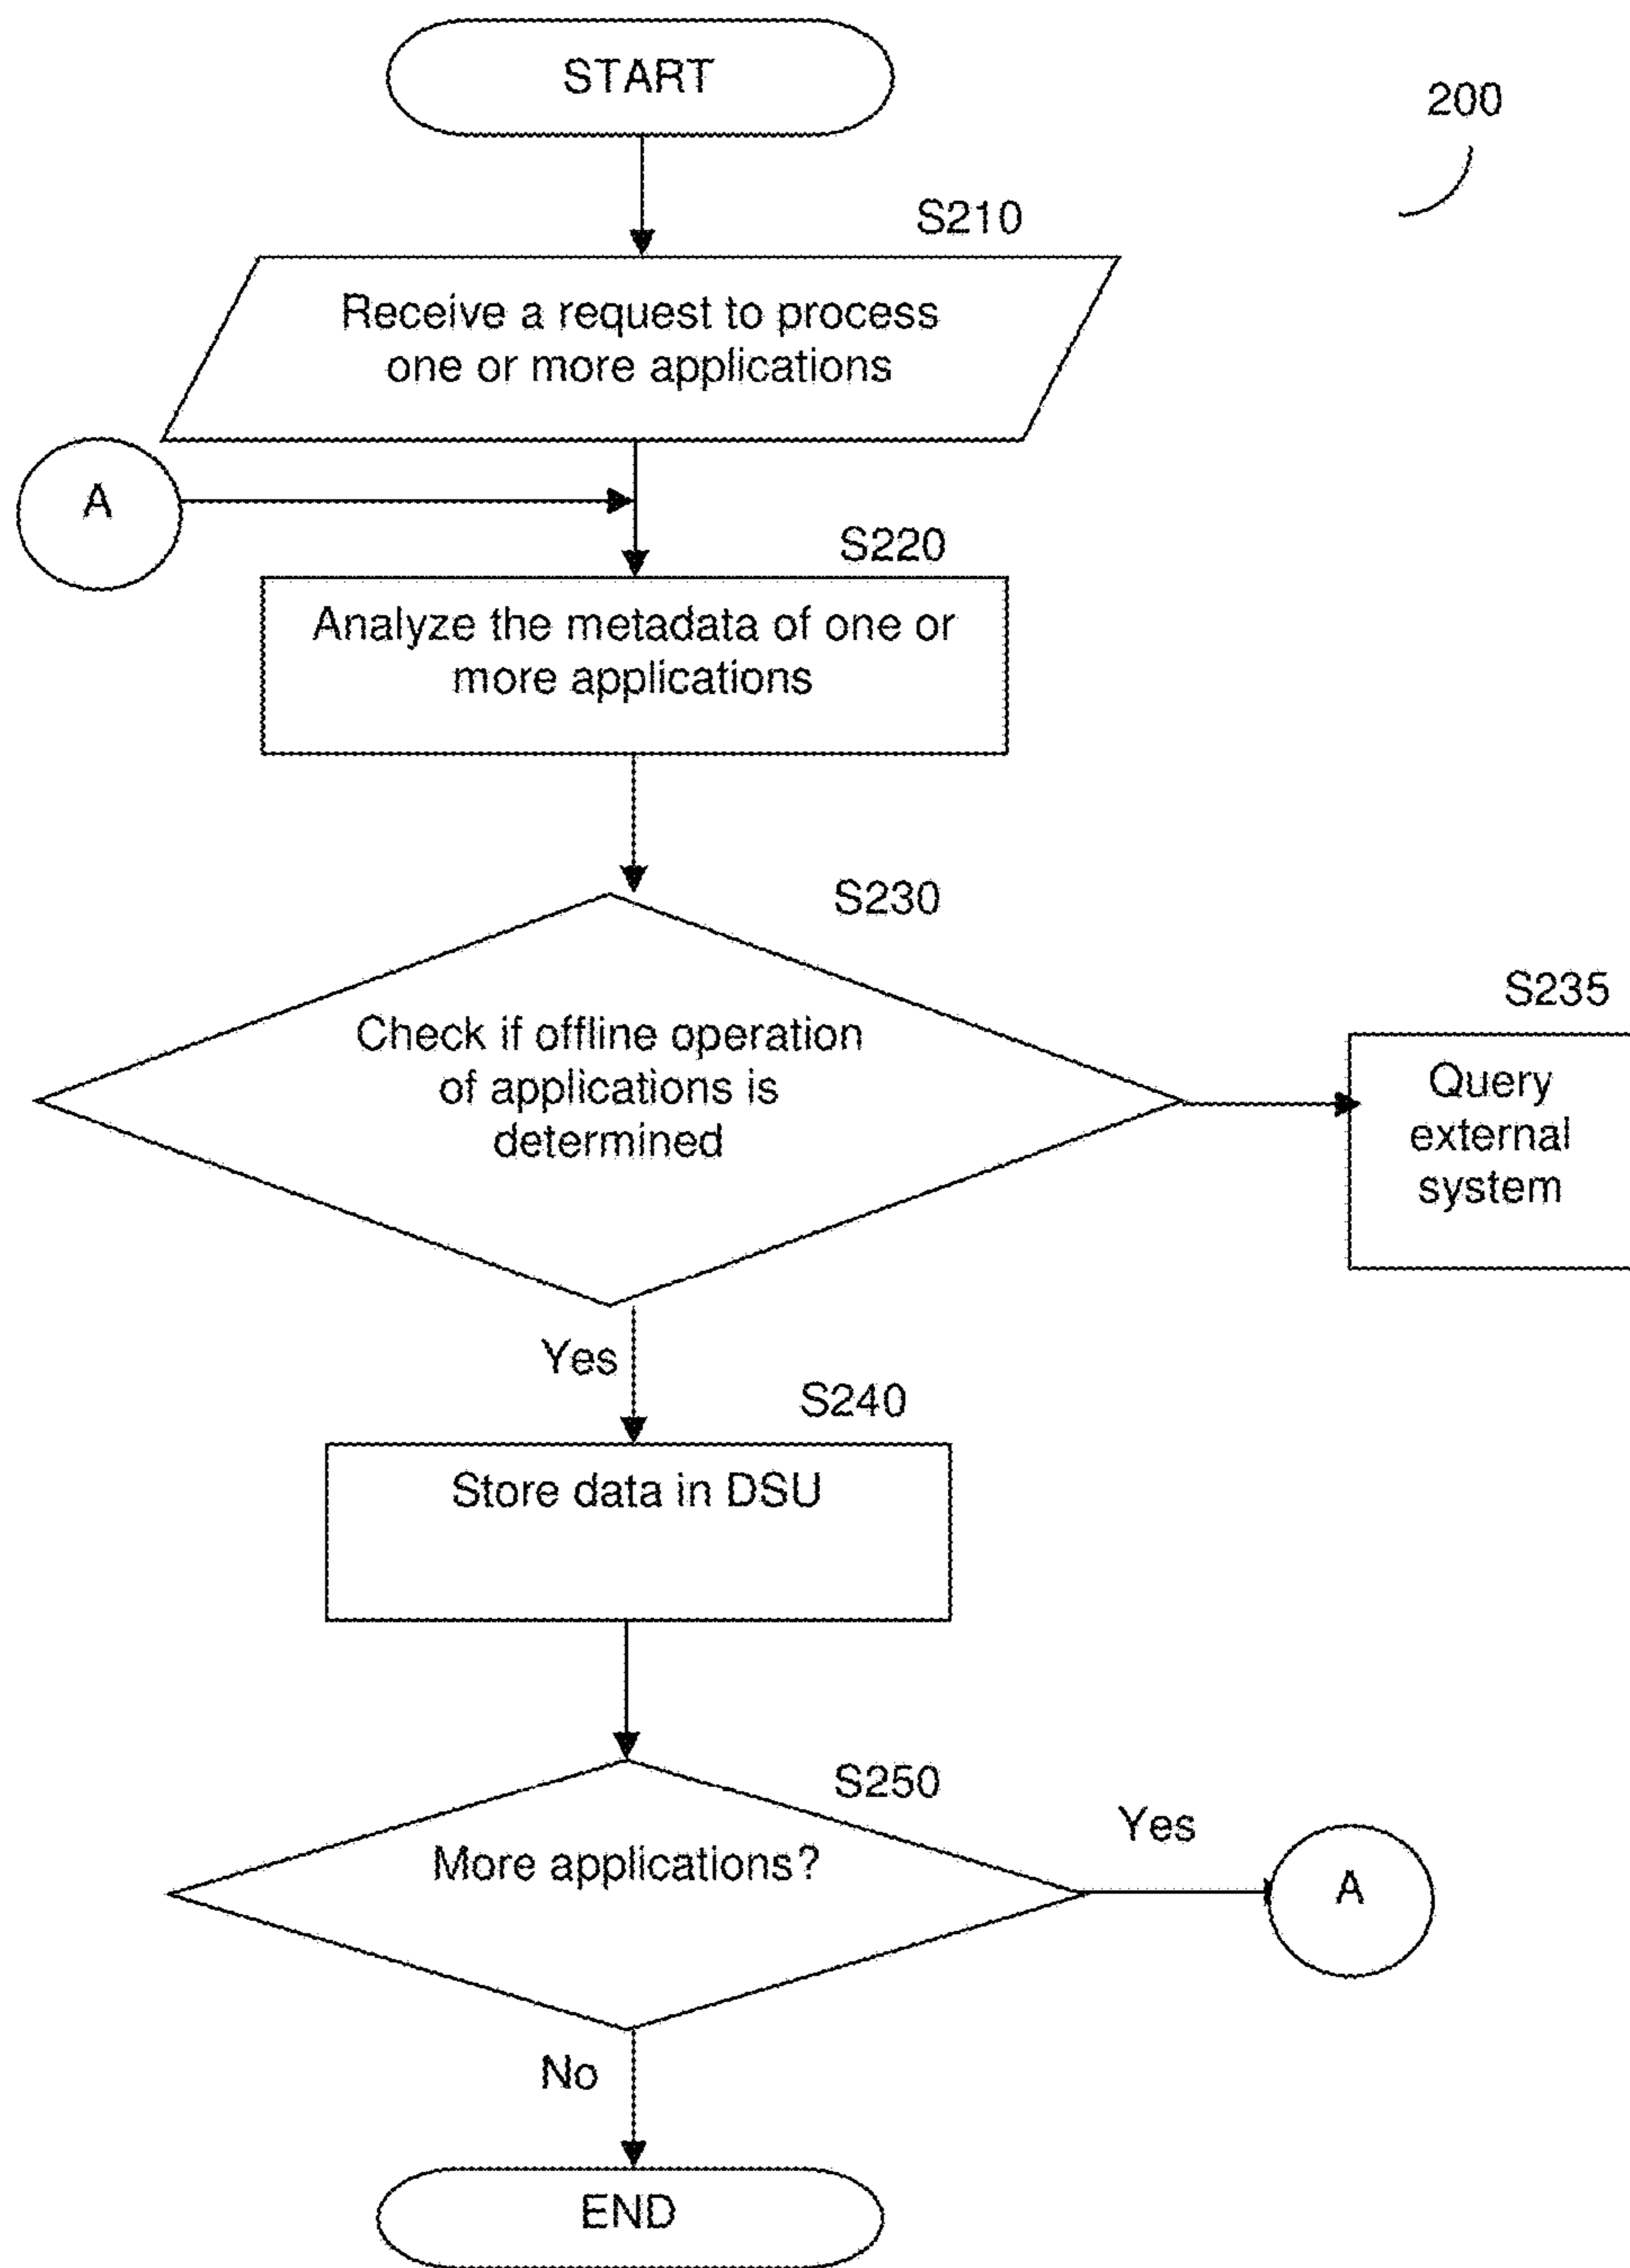 START
200
S210
Receive a request to process
one or more applications
A
S220
Analyze the metadata of one or
more applications
S230
Check if offline operation
of applications is
determined
S235
Query
external
system
Yes
S240
Store data in DSU
S250
More applications?
Yes
A
No
END